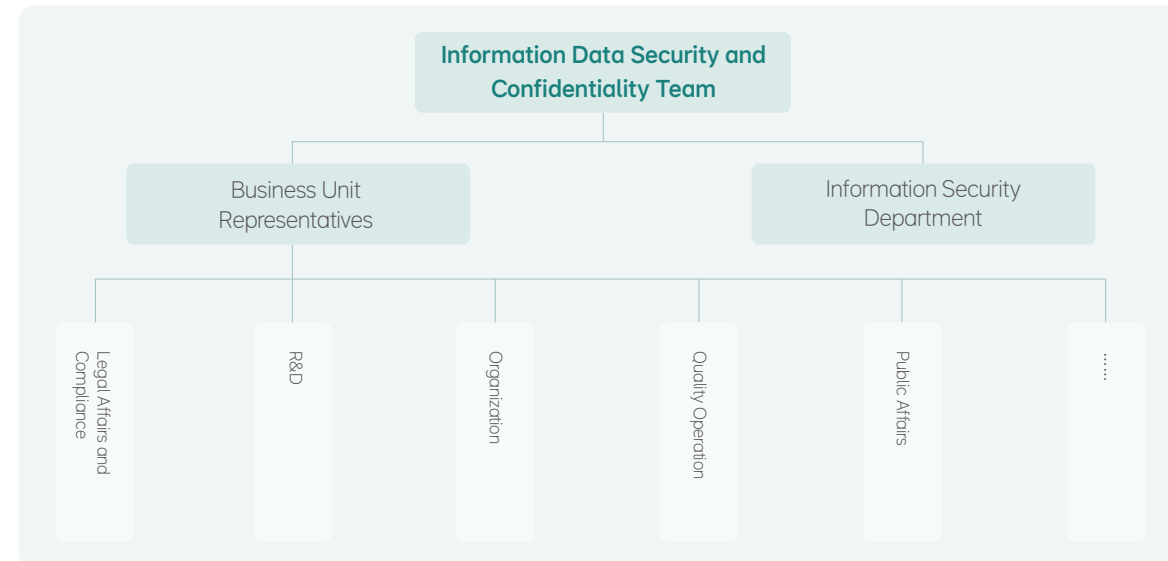 Information Data Security and
Confidentiality Team
Business Unit
Representatives
Information Security
Department
Legal Affairs and
Compliance
R&D
Organization
Quality Operation
Public Affairs
......